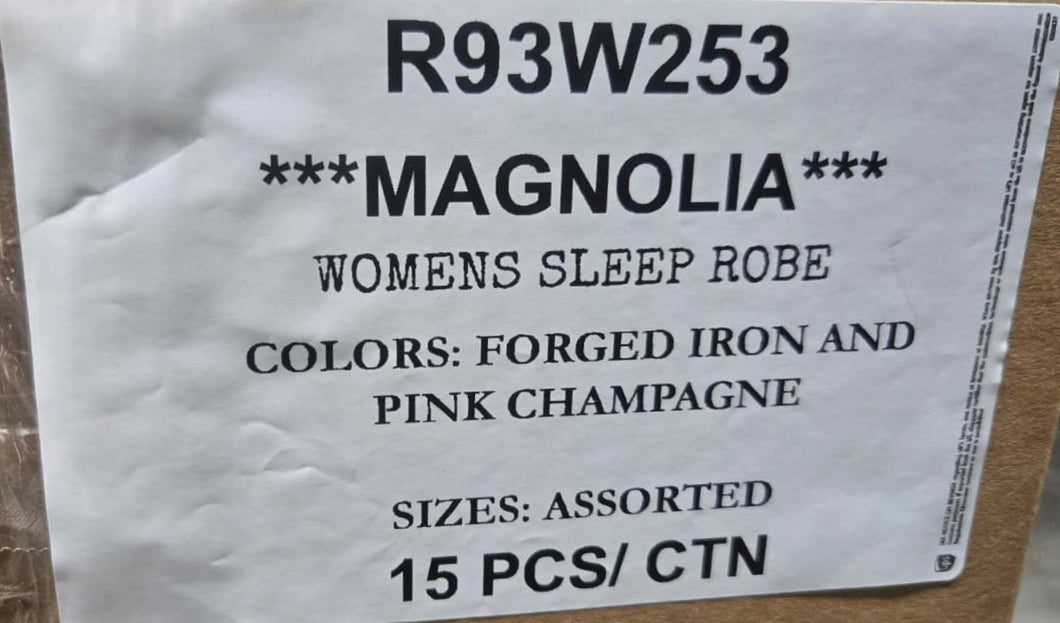 R93W253
***MAGNOLIA***
WOMENS SLEEP ROBE
COLORS: FORGED IRON AND
PINK CHAMPAGNE
SIZES: ASSORTED
15 PCS/ CTN